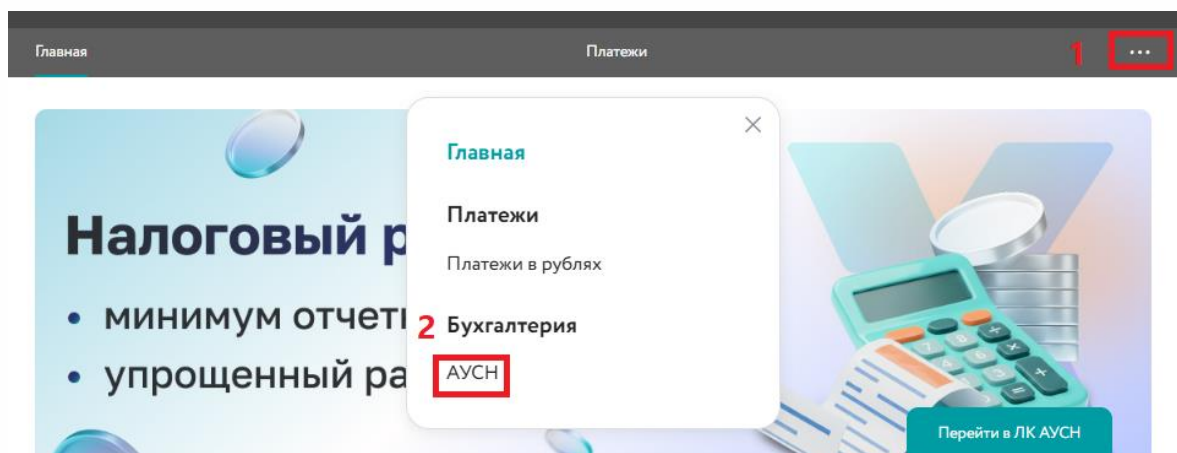 Главная Платежи 1 ...
Главная
Платежи
Платежи в рублях
2 Бухгалтерия
АУСН
Налоговый р
• минимум отчет
• упрощенный ра
Перейти в ЛК АУСН